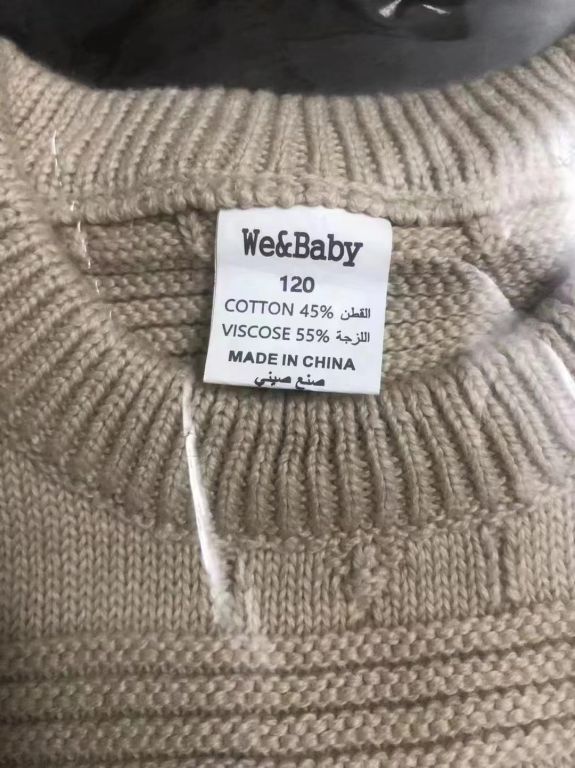 We&Baby
120
COTTON 45% القطن
VISCOSE 55% اللزجة
MADE IN CHINA
صنع صيني